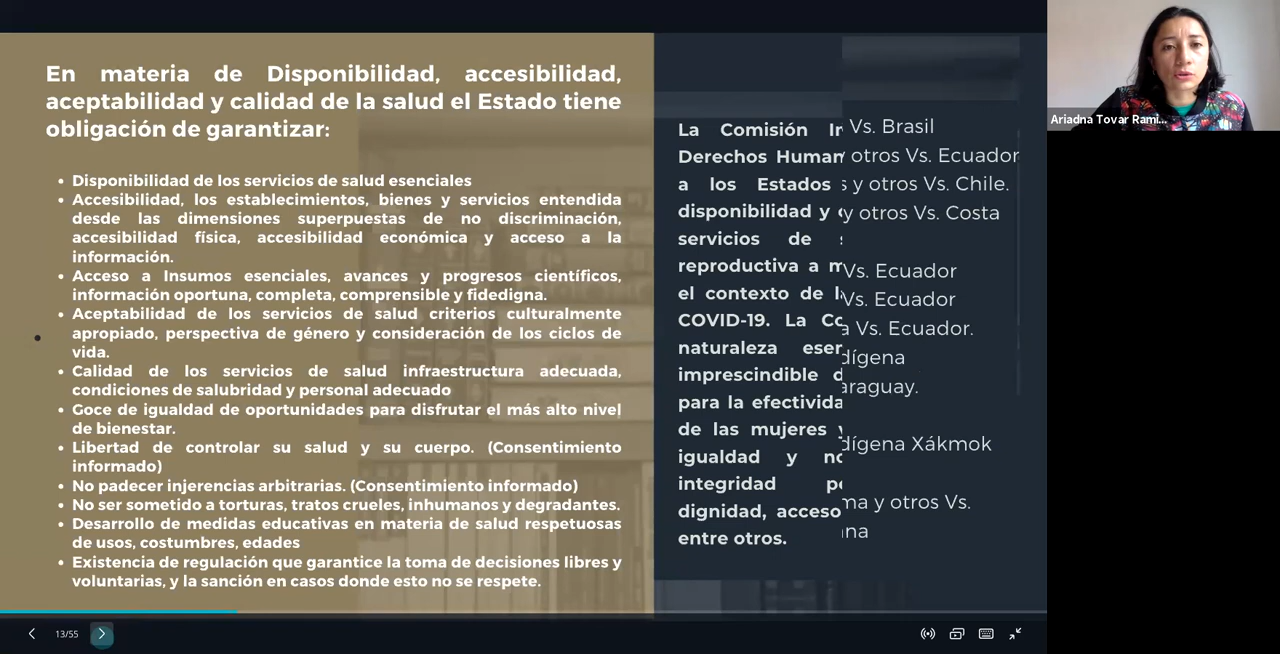 En materia de Disponibilidad, accesibilidad,
aceptabilidad y calidad de la salud el Estado tiene
obligación de garantizar:
Disponibilidad de los servicios de salud esenciales
Accesibilidad, los establecimientos, bienes y servicios entendida
desde las dimensiones superpuestas de no discriminación,
accesibilidad física, accesibilidad económica y acceso a la
información.
Acceso a Insumos esenciales, avances y progresos científicos,
información oportuna, completa, comprensible y fidedigna.
Aceptabilidad de los servicios de salud criterios culturalmente
apropiado, perspectiva de género y consideración de los ciclos de
vida.
Calidad de los servicios de salud infraestructura adecuada,
condiciones de salubridad y personal adecuado
Goce de igualdad de oportunidades para disfrutar el más alto nivel
de bienestar.
Libertad de controlar su salud y su cuerpo. (Consentimiento
informado)
No padecer injerencias arbitrarias. (Consentimiento informado)
No ser sometido a torturas, tratos crueles, inhumanos y degradantes.
Desarrollo de medidas educativas en materia de salud respetuosas
de usos, costumbres, edades
Existencia de regulación que garantice la toma de decisiones libres y
voluntarias, y la sanción en casos donde esto no se respete.
La Comisión
Derechos
a los Estados
disponibilidad y
servicios de
reproductiva a
el contexto de
COVID-19. La
naturaleza
imprescindible
para la
de las mujeres
igualdad y
integridad
dignidad, acceso
entre otros.
Vs. Brasil
otros Vs. Ecuador
y otros Vs. Chile.
y otros Vs. Costa
Vs. Ecuador
Vs. Ecuador
Vs. Ecuador.
Xákmok
y otros Vs.
Ariadna Tovar Rami...
13/55